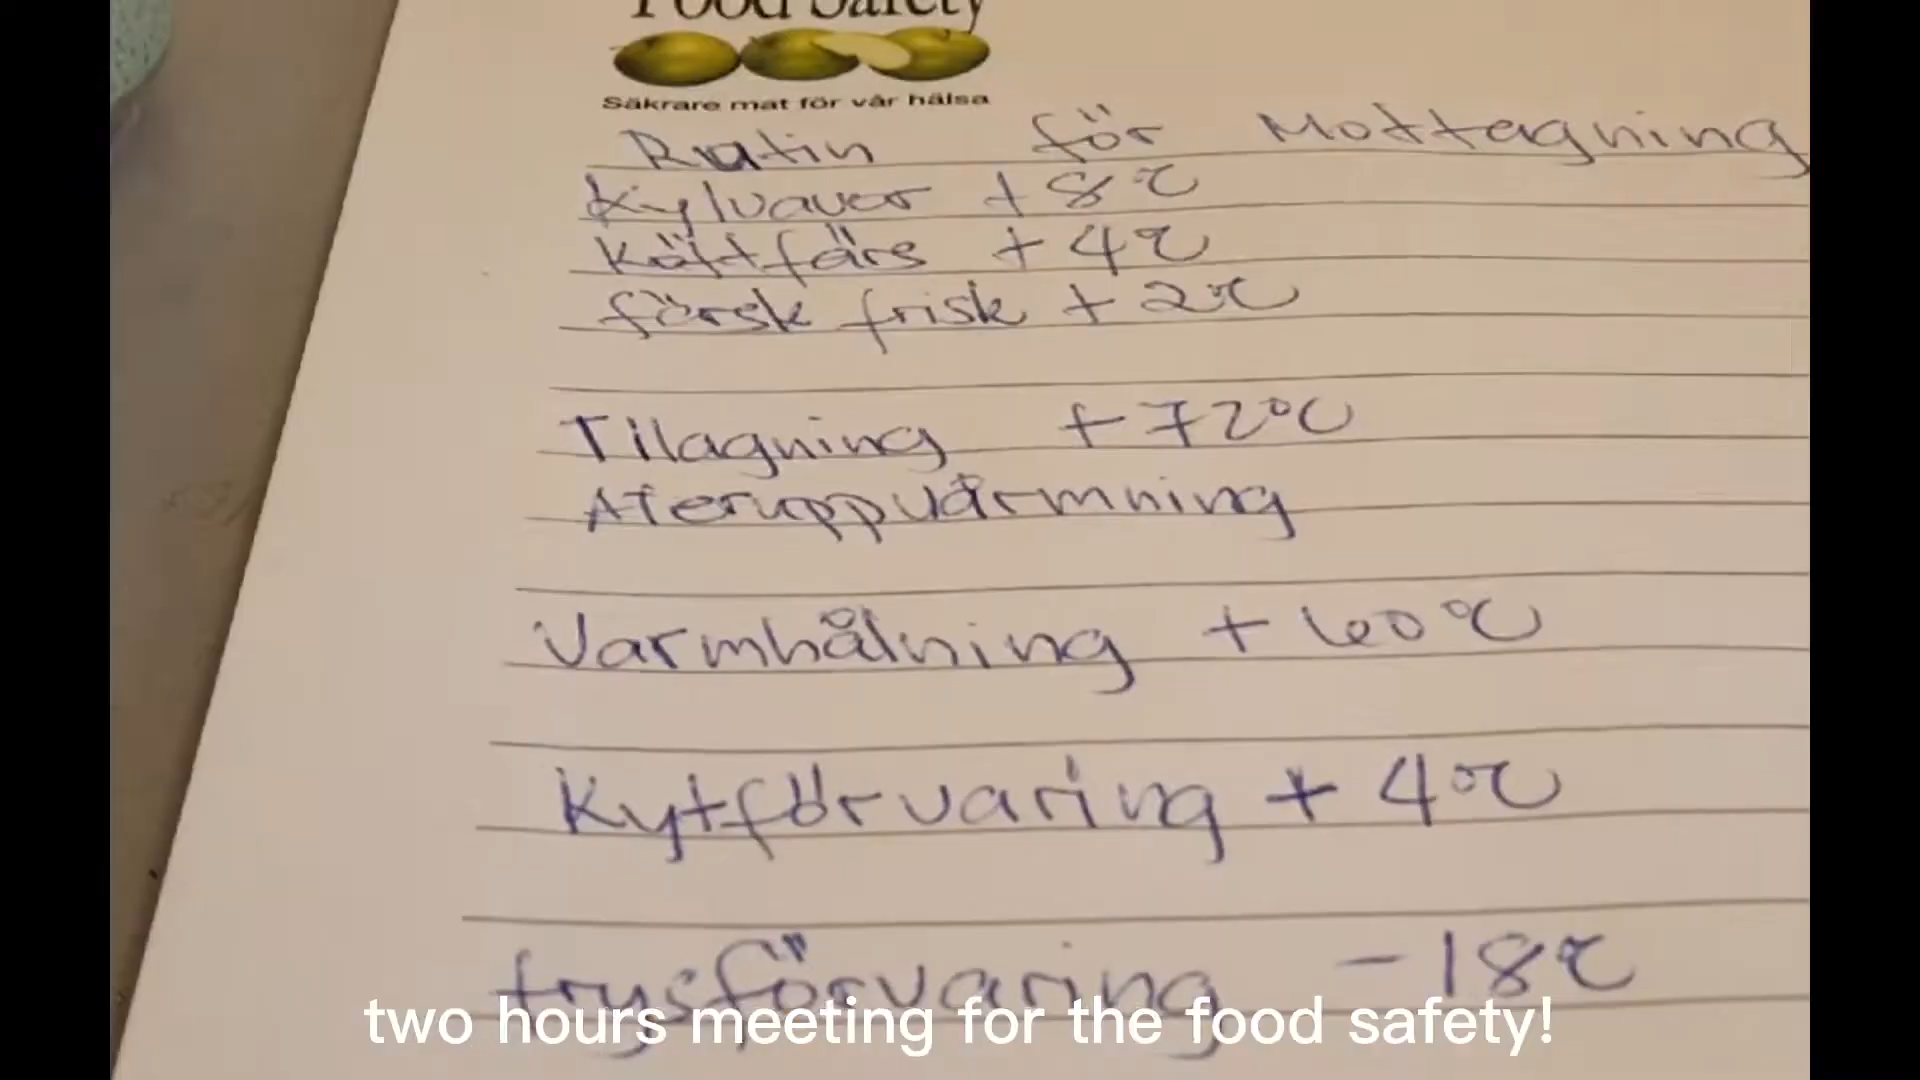 Food Safety
Säkrare mat för vår hälsa
Rutin för Mottagning
Kylvaror +8℃
Köttfärs +4℃
försk frisk +2℃
Tilagning +72℃
Återuppvärmning
Varmhålning +60℃
Kytförvaring +4℃
frysförvaring -18℃
two hours meeting for the food safety!